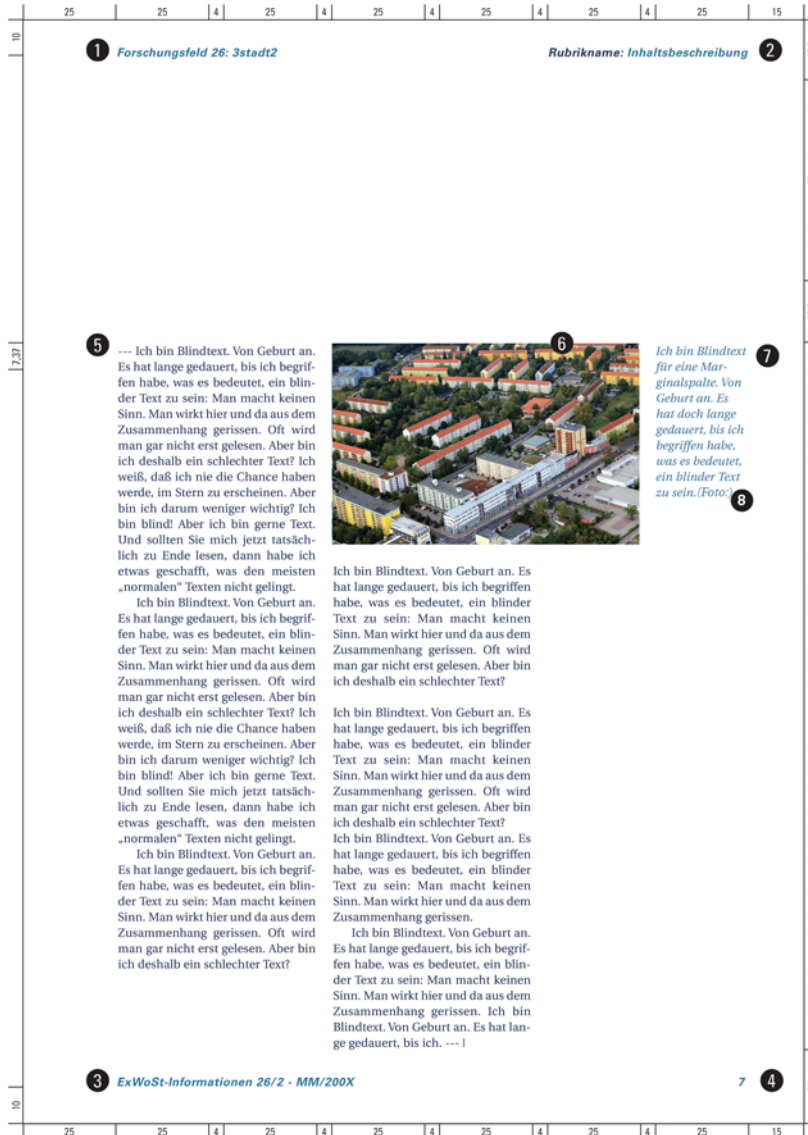 25 25 4 25 25 4 25 25 4 25 25 4 25 15
10
1 Forschungsfeld 26: 3stadt2
Rubrikname: Inhaltsbeschreibung 2
7,37
5
--- Ich bin Blindtext. Von Geburt an.
Es hat lange gedauert, bis ich begrif-
fen habe, was es bedeutet, ein blin-
der Text zu sein: Man macht keinen
Sinn. Man wirkt hier und da aus dem
Zusammenhang gerissen. Oft wird
man gar nicht erst gelesen. Aber bin
ich deshalb ein schlechter Text? Ich
weiß, daß ich nie die Chance haben
werde, im Stern zu erscheinen. Aber
bin ich darum weniger wichtig? Ich
bin blind! Aber ich bin gerne Text.
Und sollten Sie mich jetzt tatsäch-
lich zu Ende lesen, dann habe ich
etwas geschafft, was den meisten
„normalen“ Texten nicht gelingt.
Ich bin Blindtext. Von Geburt an.
Es hat lange gedauert, bis ich begrif-
fen habe, was es bedeutet, ein blin-
der Text zu sein: Man macht keinen
Sinn. Man wirkt hier und da aus dem
Zusammenhang gerissen. Oft wird
man gar nicht erst gelesen. Aber bin
ich deshalb ein schlechter Text? Ich
weiß, daß ich nie die Chance haben
werde, im Stern zu erscheinen. Aber
bin ich darum weniger wichtig? Ich
bin blind! Aber ich bin gerne Text.
Und sollten Sie mich jetzt tatsäch-
lich zu Ende lesen, dann habe ich
etwas geschafft, was den meisten
„normalen“ Texten nicht gelingt.
Ich bin Blindtext. Von Geburt an.
Es hat lange gedauert, bis ich begrif-
fen habe, was es bedeutet, ein blin-
der Text zu sein: Man macht keinen
Sinn. Man wirkt hier und da aus dem
Zusammenhang gerissen. Oft wird
man gar nicht erst gelesen. Aber bin
ich deshalb ein schlechter Text?
6
Ich bin Blindtext. Von Geburt an. Es
hat lange gedauert, bis ich begriffen
habe, was es bedeutet, ein blinder
Text zu sein: Man macht keinen
Sinn. Man wirkt hier und da aus dem
Zusammenhang gerissen. Oft wird
man gar nicht erst gelesen. Aber bin
ich deshalb ein schlechter Text?
Ich bin Blindtext. Von Geburt an. Es
hat lange gedauert, bis ich begriffen
habe, was es bedeutet, ein blinder
Text zu sein: Man macht keinen
Sinn. Man wirkt hier und da aus dem
Zusammenhang gerissen. Oft wird
man gar nicht erst gelesen. Aber bin
ich deshalb ein schlechter Text?
Ich bin Blindtext. Von Geburt an. Es
hat lange gedauert, bis ich begriffen
habe, was es bedeutet, ein blinder
Text zu sein: Man macht keinen
Sinn. Man wirkt hier und da aus dem
Zusammenhang gerissen.
Ich bin Blindtext. Von Geburt an.
Es hat lange gedauert, bis ich begrif-
fen habe, was es bedeutet, ein blin-
der Text zu sein: Man macht keinen
Sinn. Man wirkt hier und da aus dem
Zusammenhang gerissen. Ich bin
Blindtext. Von Geburt an. Es hat lan-
ge gedauert, bis ich. --- |
Ich bin Blindtext 7
für eine Mar-
ginalspalte. Von
Geburt an. Es
hat doch lange
gedauert, bis ich
begriffen habe,
was es bedeutet,
ein blinder Text
zu sein.(Foto:) 8
3 ExWoSt-Informationen 26/2 - MM/200X
7 4
10
25 25 4 25 25 4 25 25 4 25 25 4 25 15